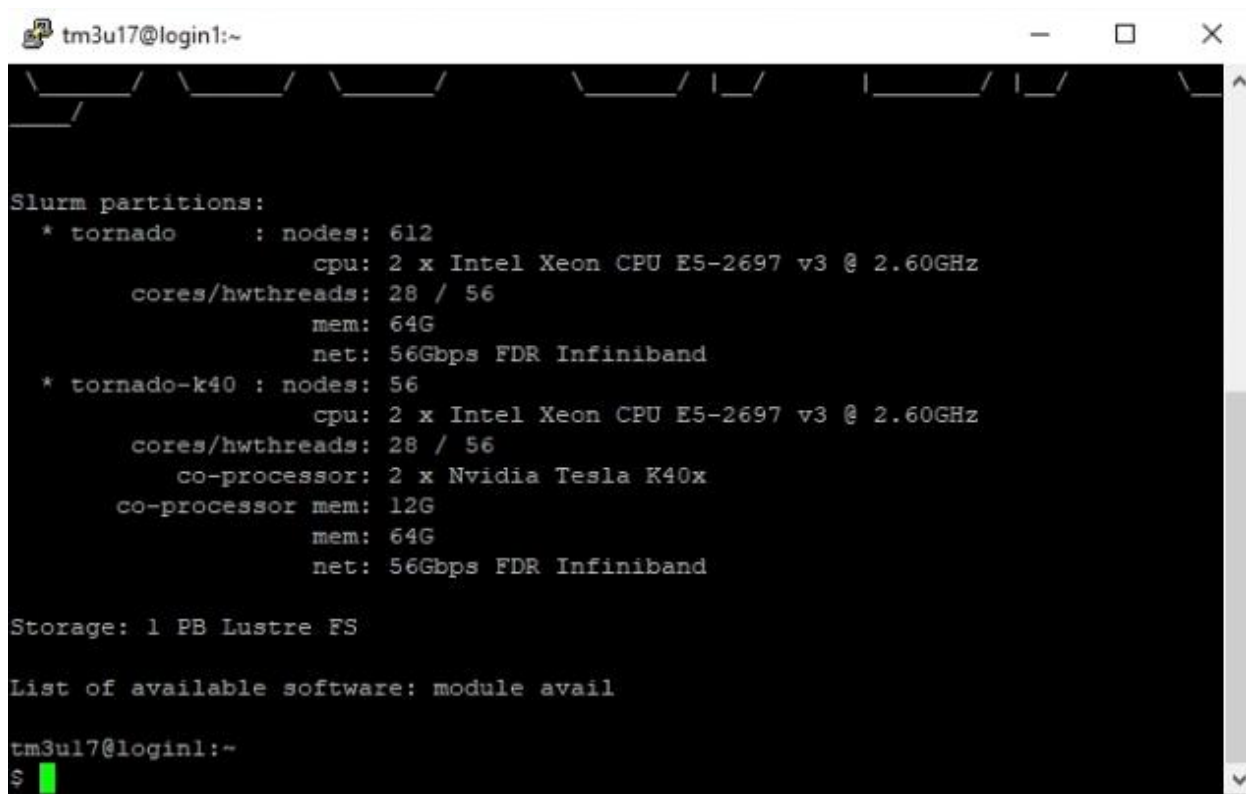 tm3u17@login1:~
Slurm partitions:
* tornado : nodes: 612
cpu: 2 x Intel Xeon CPU E5-2697 v3 @ 2.60GHz
cores/hwthreads: 28 / 56
mem: 64G
net: 56Gbps FDR Infiniband
* tornado-k40 : nodes: 56
cpu: 2 x Intel Xeon CPU E5-2697 v3 @ 2.60GHz
cores/hwthreads: 28 / 56
co-processor: 2 x Nvidia Tesla K40x
co-processor mem: 12G
mem: 64G
net: 56Gbps FDR Infiniband
Storage: 1 PB Lustre FS
List of available software: module avail
tm3u17@login1:~
$